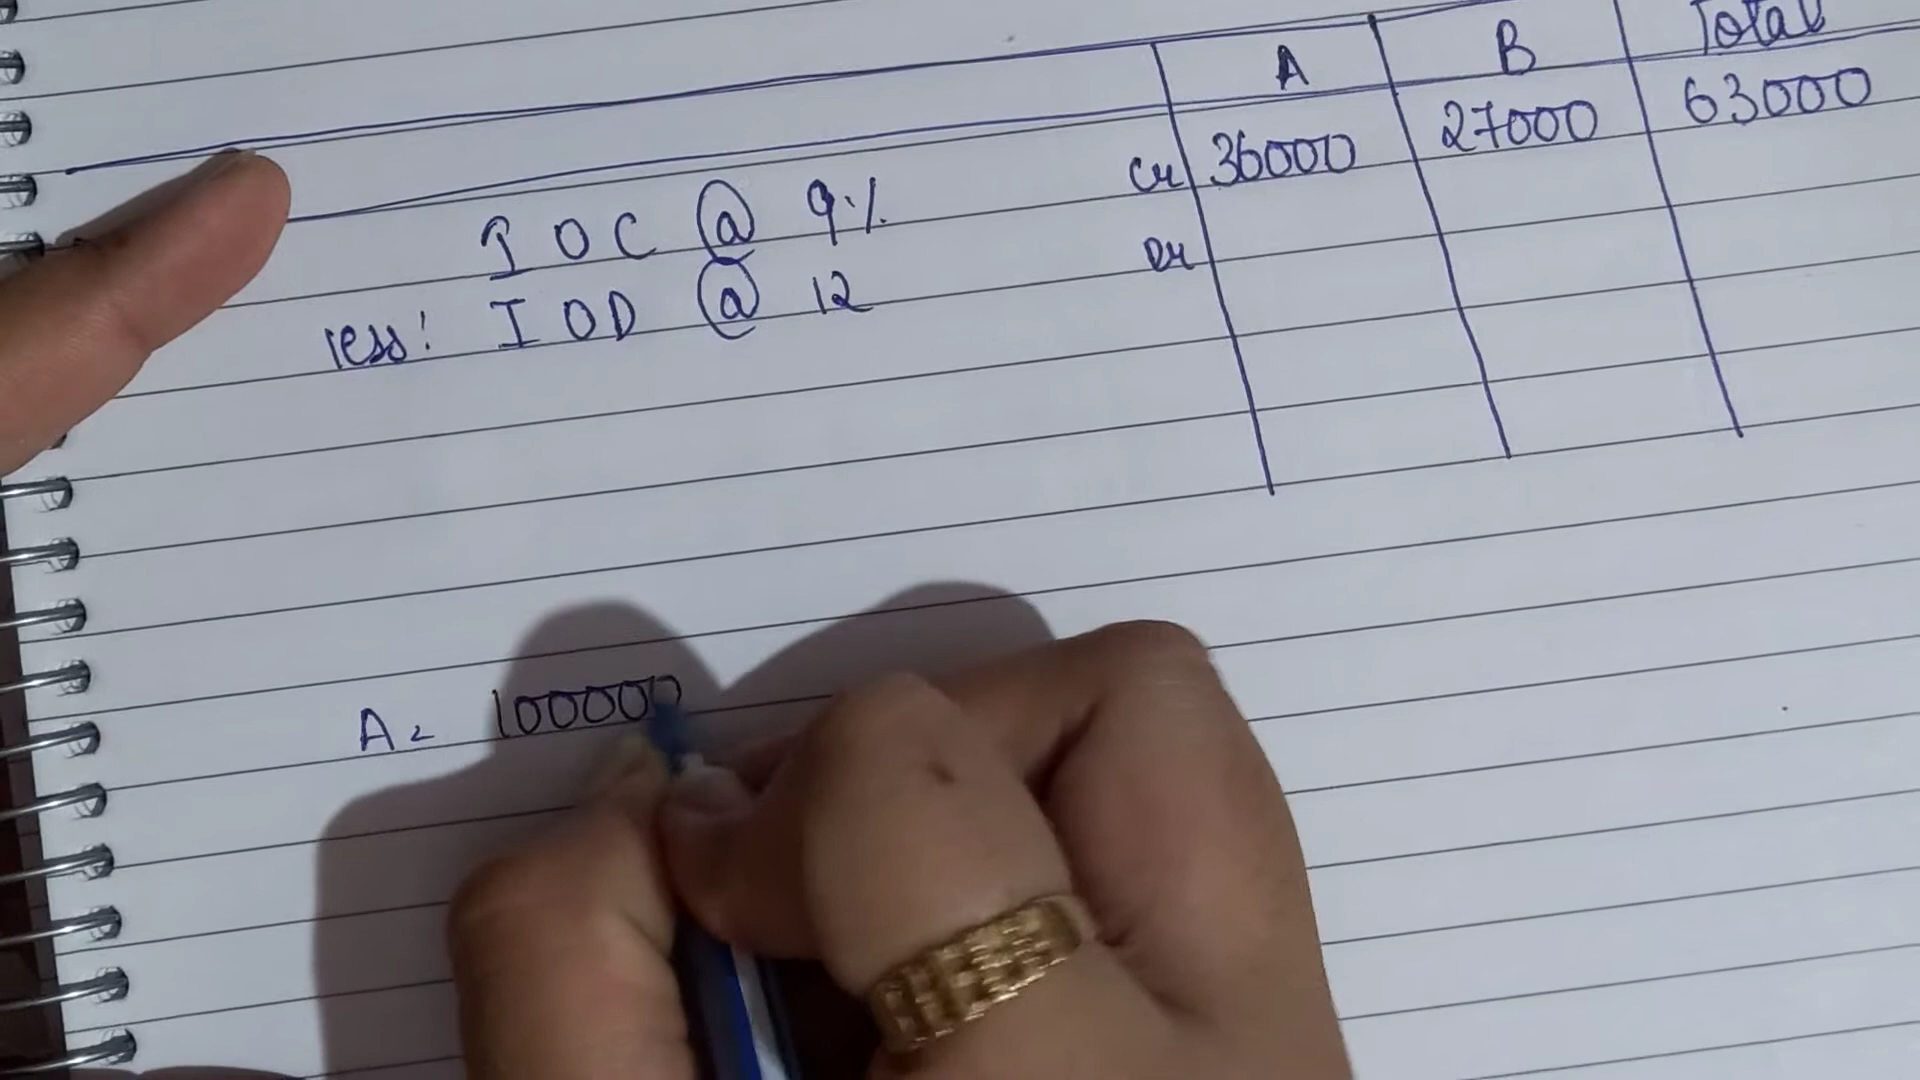 A B Total
IOC @ 9% Cr 36000 27000 63000
less: IOD @ 12 Dr
A = 100000